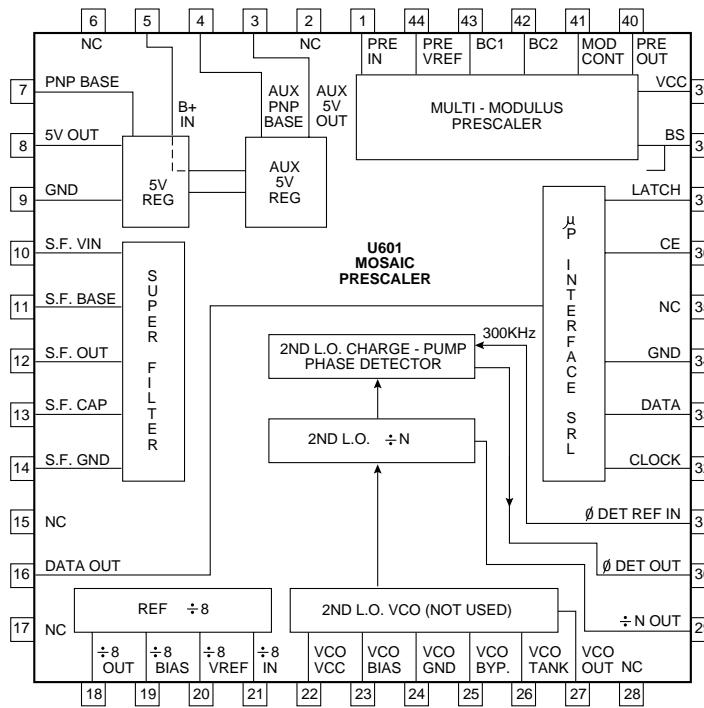 6 5 4 3 2 1 44 43 42 41 40
NC NC
PRE IN
PRE VREF
BC1
BC2
MOD CONT
PRE OUT
7 PNP BASE
B+ IN
AUX PNP BASE
AUX 5V OUT
MULTI - MODULUS
PRESCALER
VCC
8 5V OUT
BS
5V
REG
AUX
5V
REG
9 GND
LATCH
10 S.F. VIN
U601
MOSAIC
PRESCALER
CE
11 S.F. BASE
SUPER FILTER
µP INTERFACE SRL
NC
12 S.F. OUT
2ND L.O. CHARGE - PUMP
PHASE DETECTOR
300KHz
GND
13 S.F. CAP
DATA
2ND L.O. ÷N
14 S.F. GND
CLOCK
15 NC
Ø DET REF IN
16 DATA OUT
Ø DET OUT
REF ÷8
2ND L.O. VCO (NOT USED)
17 NC
÷N OUT
÷8 OUT
÷8 BIAS
÷8 VREF
÷8 IN
VCO VCC
VCO BIAS
VCO GND
VCO BYP.
VCO TANK
VCO OUT
NC
18 19 20 21 22 23 24 25 26 27 28